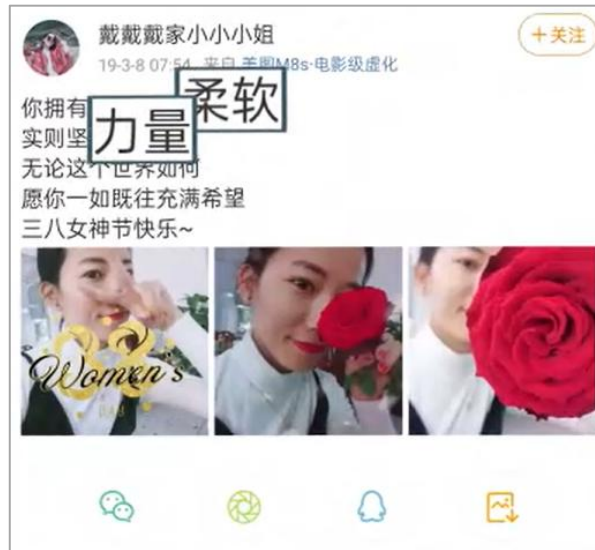 戴戴戴家小小小姐
+关注
19-3-8 07:54 来自 美图M8s·电影级虚化
柔软
你拥有
力量
实则坚
无论这个世界如何
愿你一如既往充满希望
三八女神节快乐~
Women's
DAY